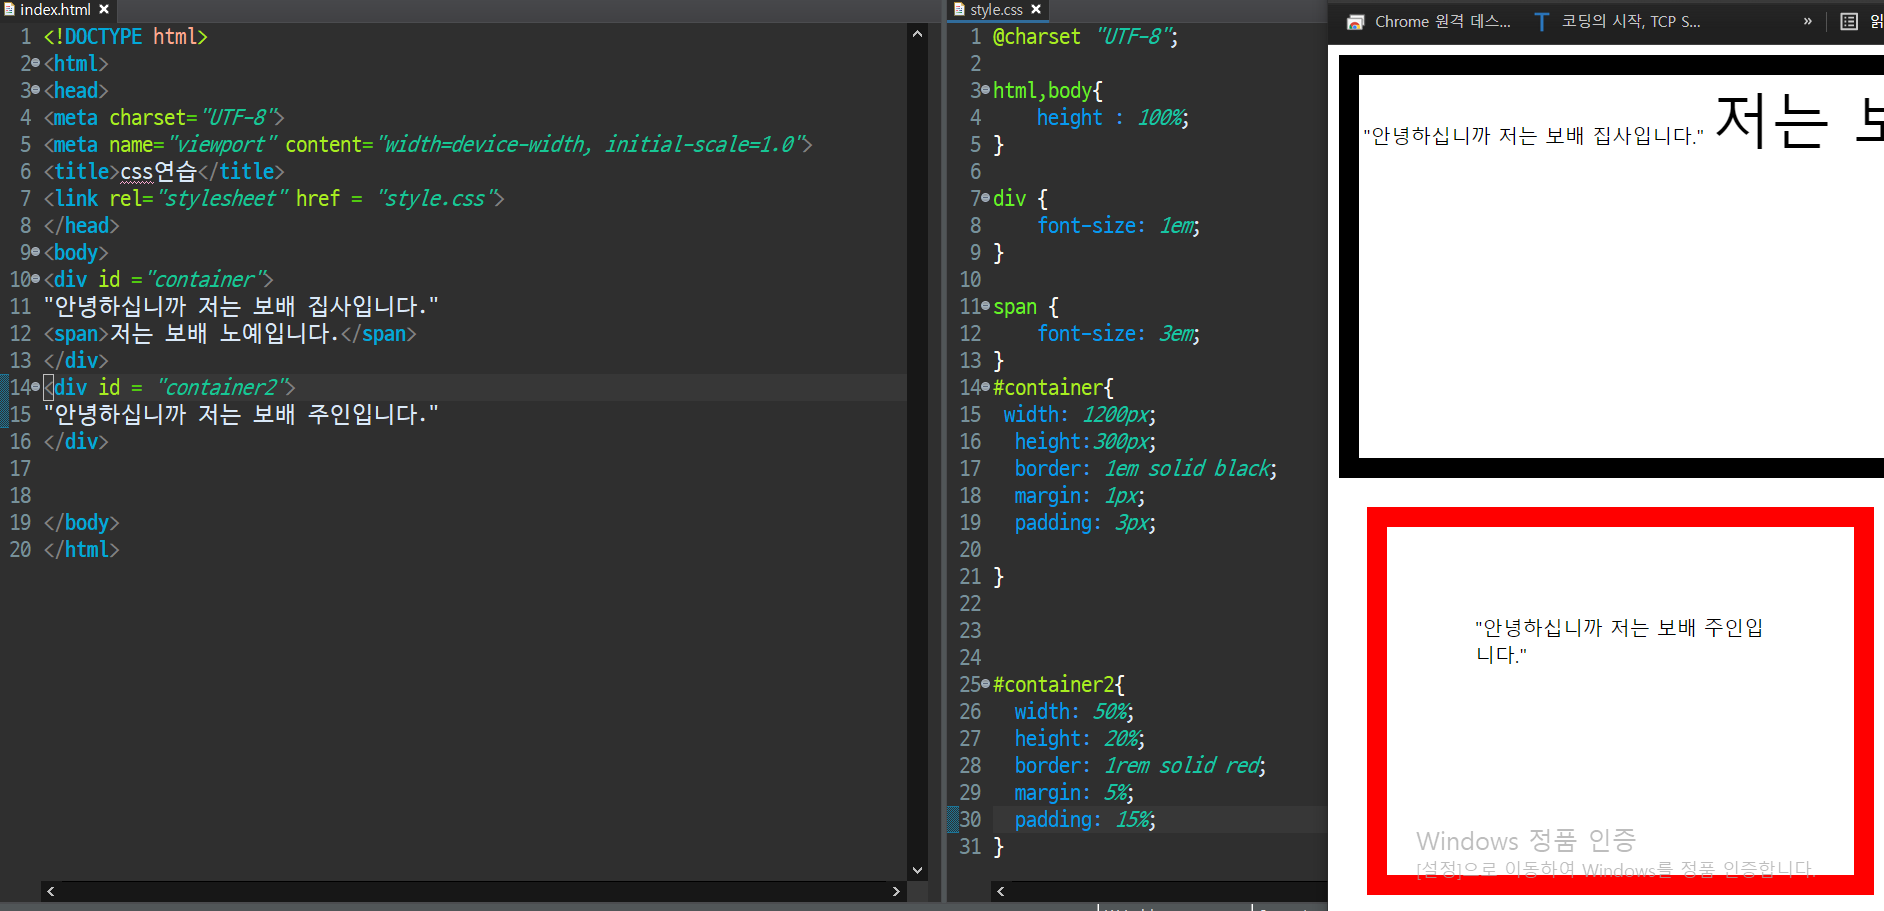 index.html
1 <!DOCTYPE html>
2 <html>
3 <head>
4 <meta charset="UTF-8">
5 <meta name="viewport" content="width=device-width, initial-scale=1.0">
6 <title>css연습</title>
7 <link rel="stylesheet" href = "style.css">
8 </head>
9 <body>
10 <div id ="container">
11 "안녕하십니까 저는 보배 집사입니다."
12 <span>저는 보배 노예입니다.</span>
13 </div>
14 <div id = "container2">
15 "안녕하십니까 저는 보배 주인입니다."
16 </div>
17
18
19 </body>
20 </html>
style.css
1 @charset "UTF-8";
2
3 html,body{
4 height : 100%;
5 }
6
7 div {
8 font-size: 1em;
9 }
10
11 span {
12 font-size: 3em;
13 }
14 #container{
15 width: 1200px;
16 height:300px;
17 border: 1em solid black;
18 margin: 1px;
19 padding: 3px;
20
21 }
22
23
24
25 #container2{
26 width: 50%;
27 height: 20%;
28 border: 1rem solid red;
29 margin: 5%;
30 padding: 15%;
31 }
Chrome 원격 데스... T 코딩의 시작, TCP S... »
"안녕하십니까 저는 보배 집사입니다." 저는
"안녕하십니까 저는 보배 주인입
니다."
Windows 정품 인증
[설정]으로 이동하여 Windows를 정품 인증합니다.